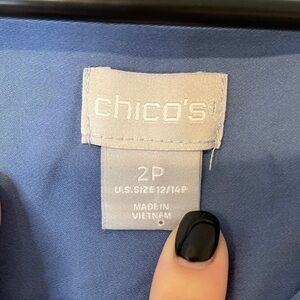 chico's
2P
U.S.SIZE 12/14P
MADE IN
VIETNAM